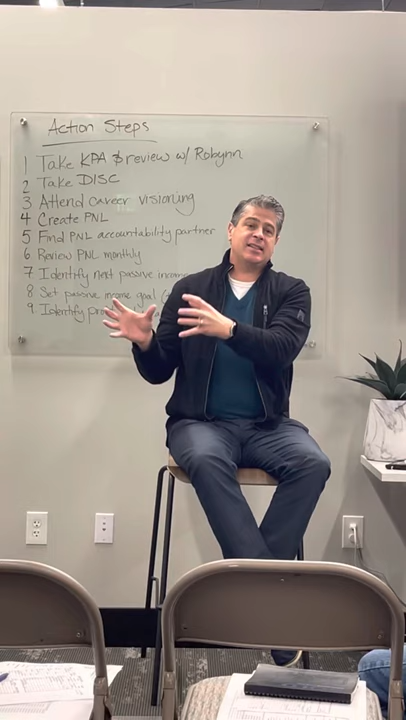 Action Steps
1 Take KPA & review w/ Robynn
2 Take DISC
3 Attend career visioning
4 Create PNL
5 Find PNL accountability partner
6 Review PNL monthly
7 Identify next passive income
8 Set passive income goal
9 Identify